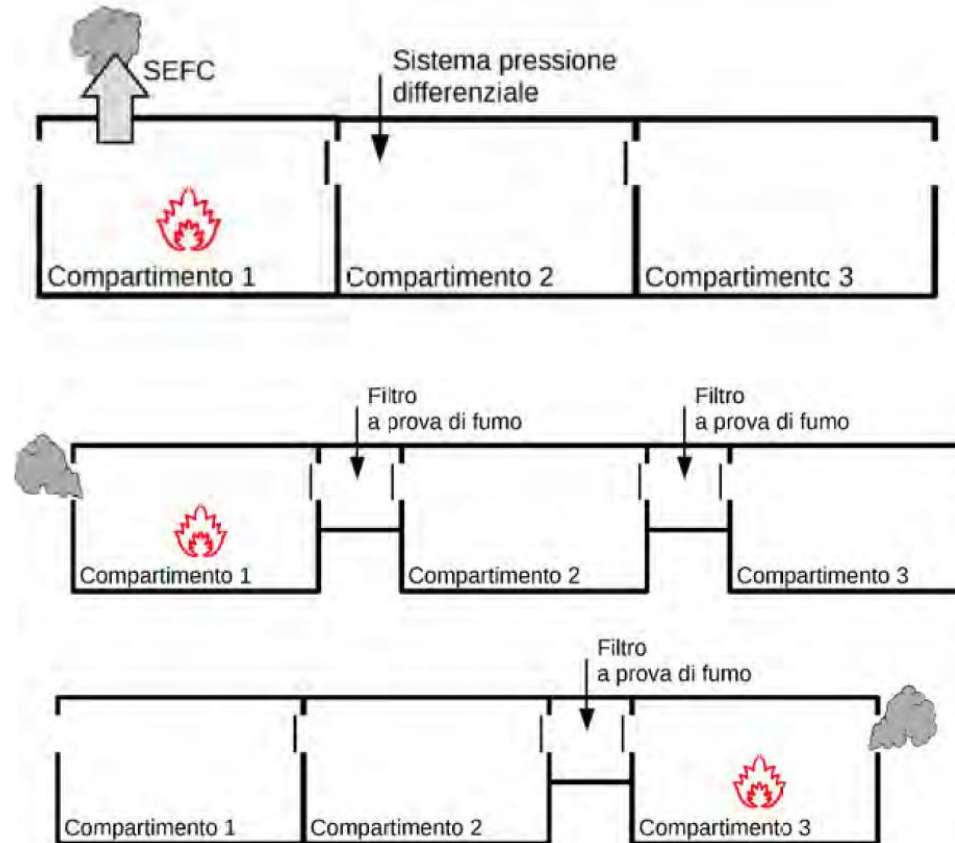 SEFC
Sistema pressione
differenziale
Compartimento 1
Compartimento 2
Compartimento 3
Filtro
a prova di fumo
Filtro
a prova di fumo
Compartimento 1
Compartimento 2
Compartimento 3
Filtro
a prova di fumo
Compartimento 1
Compartimento 2
Compartimento 3